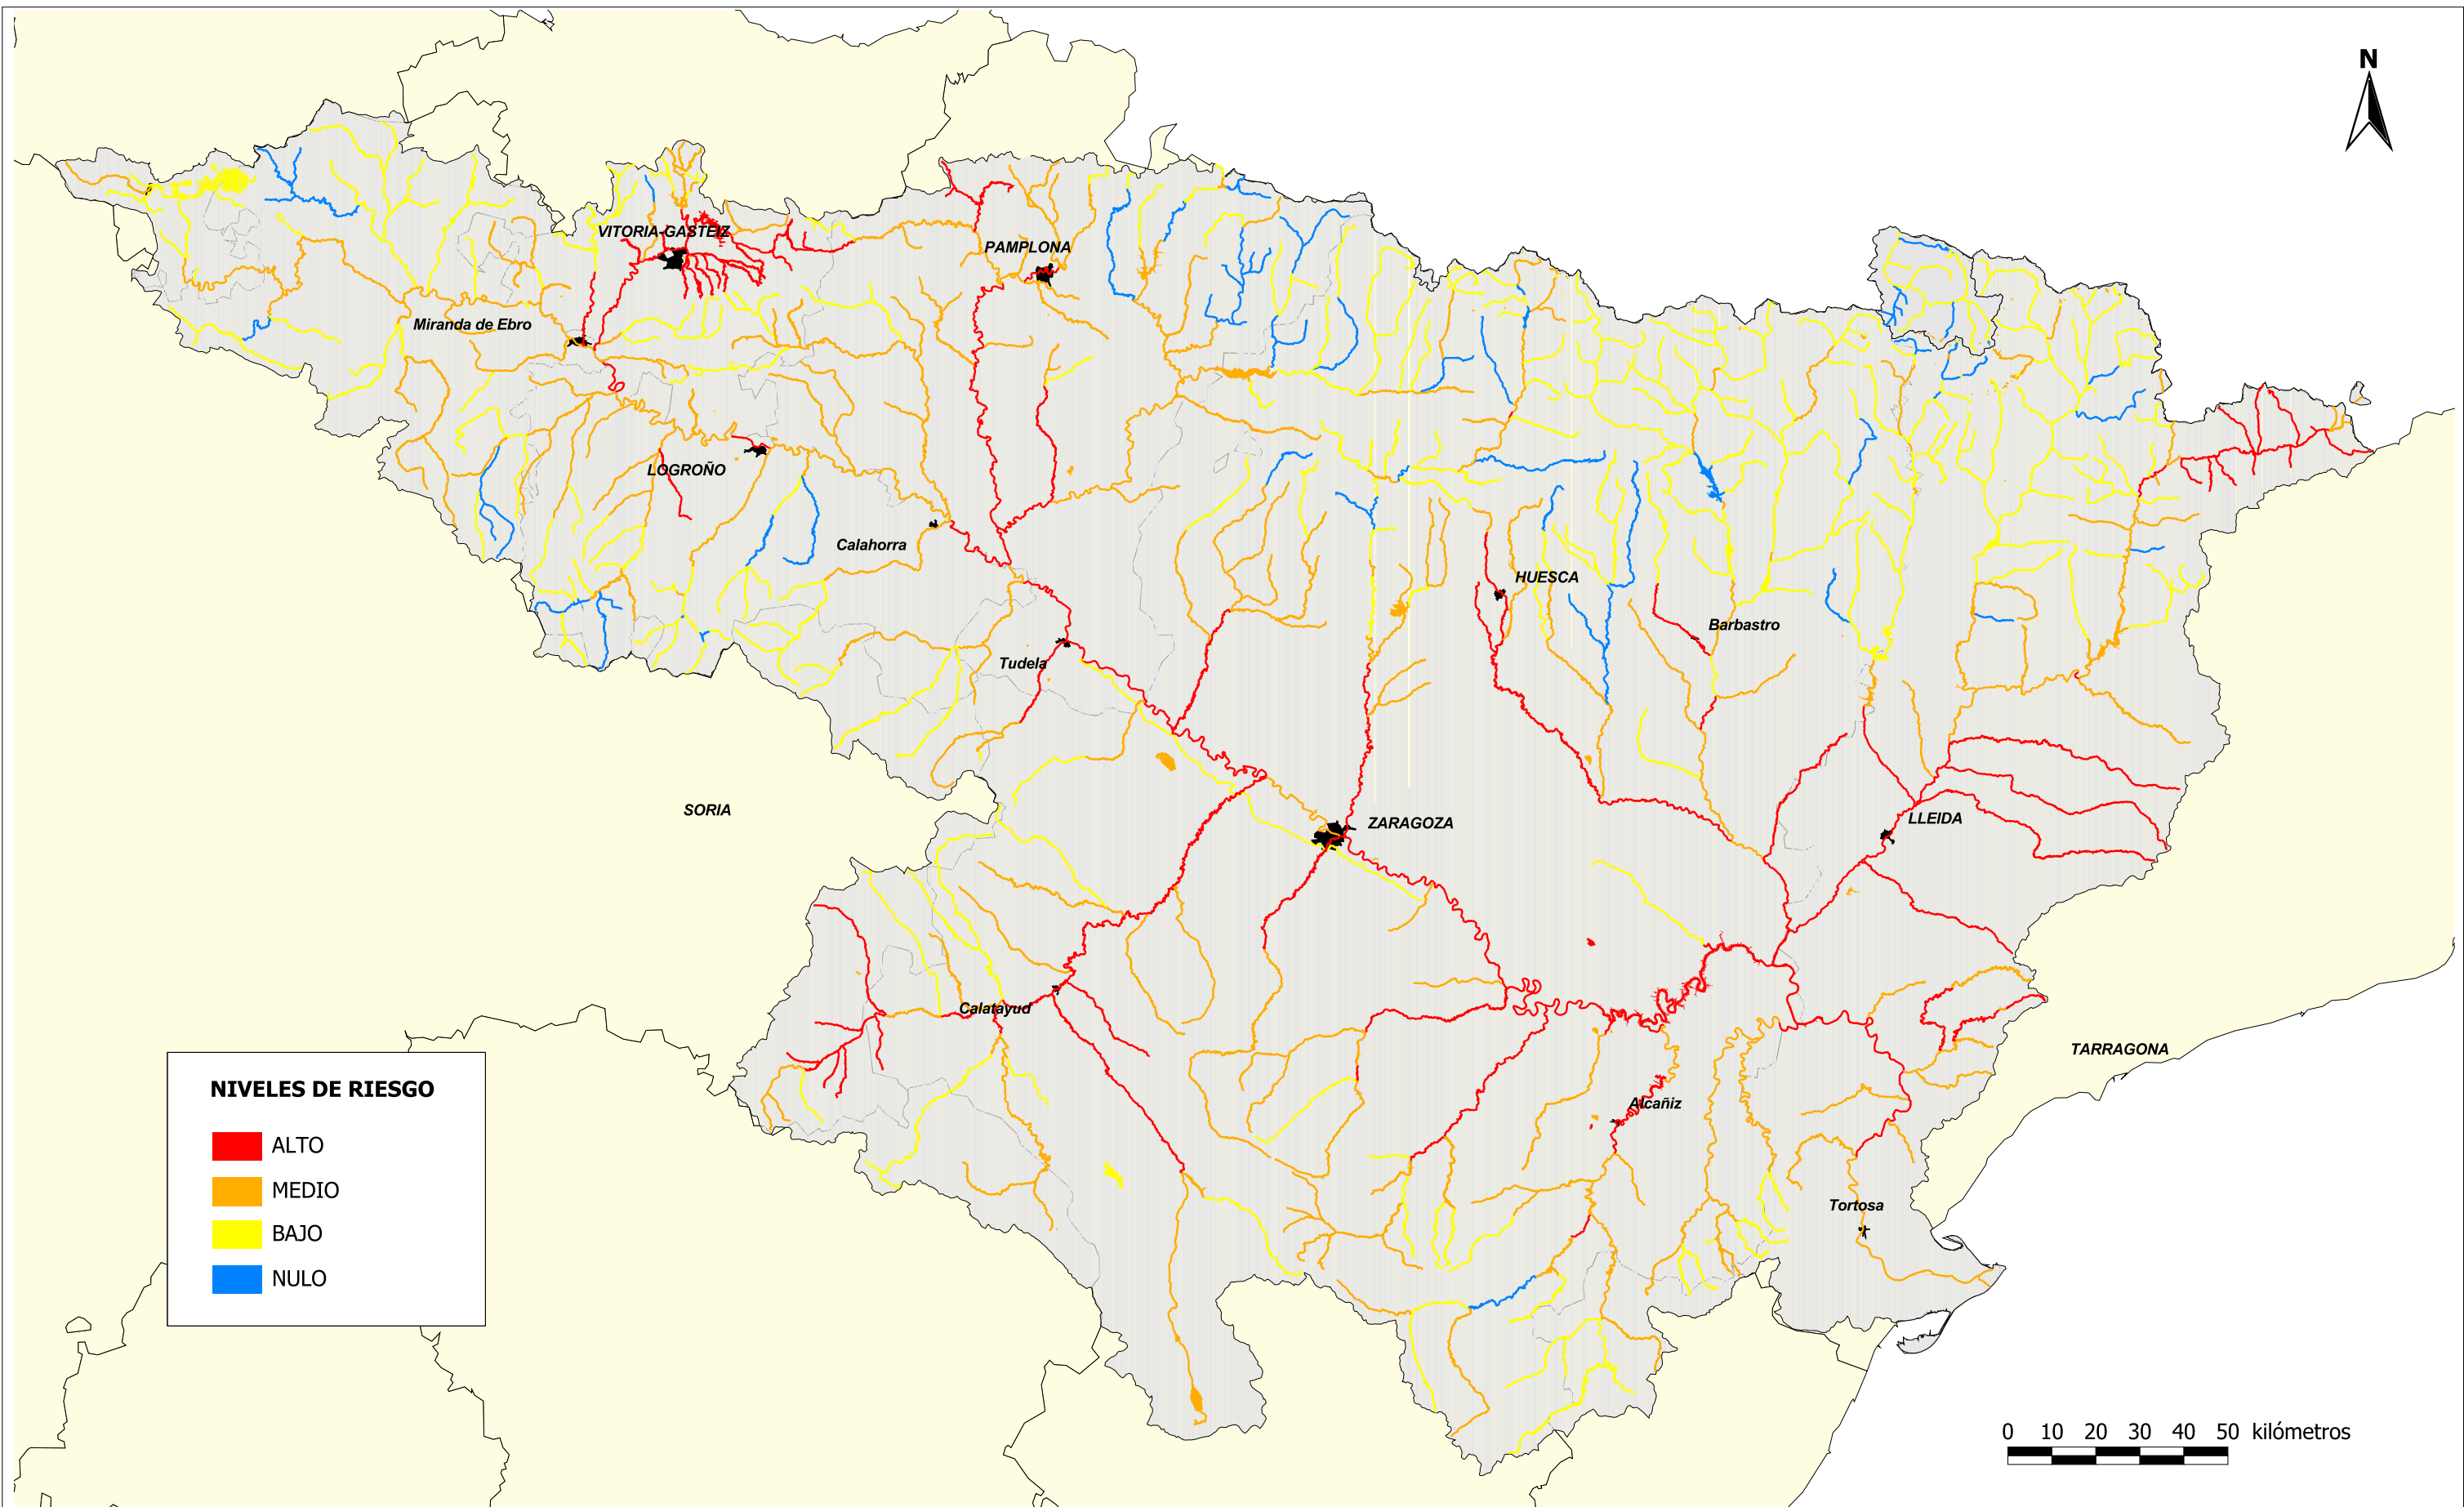 N
VITORIA-GASTEIZ
PAMPLONA
Miranda de Ebro
LOGROÑO
Calahorra
HUESCA
Barbastro
Tudela
SORIA
ZARAGOZA
LLEIDA
Calatayud
TARRAGONA
Alcañiz
Tortosa
NIVELES DE RIESGO
ALTO
MEDIO
BAJO
NULO
0 10 20 30 40 50 kilómetros